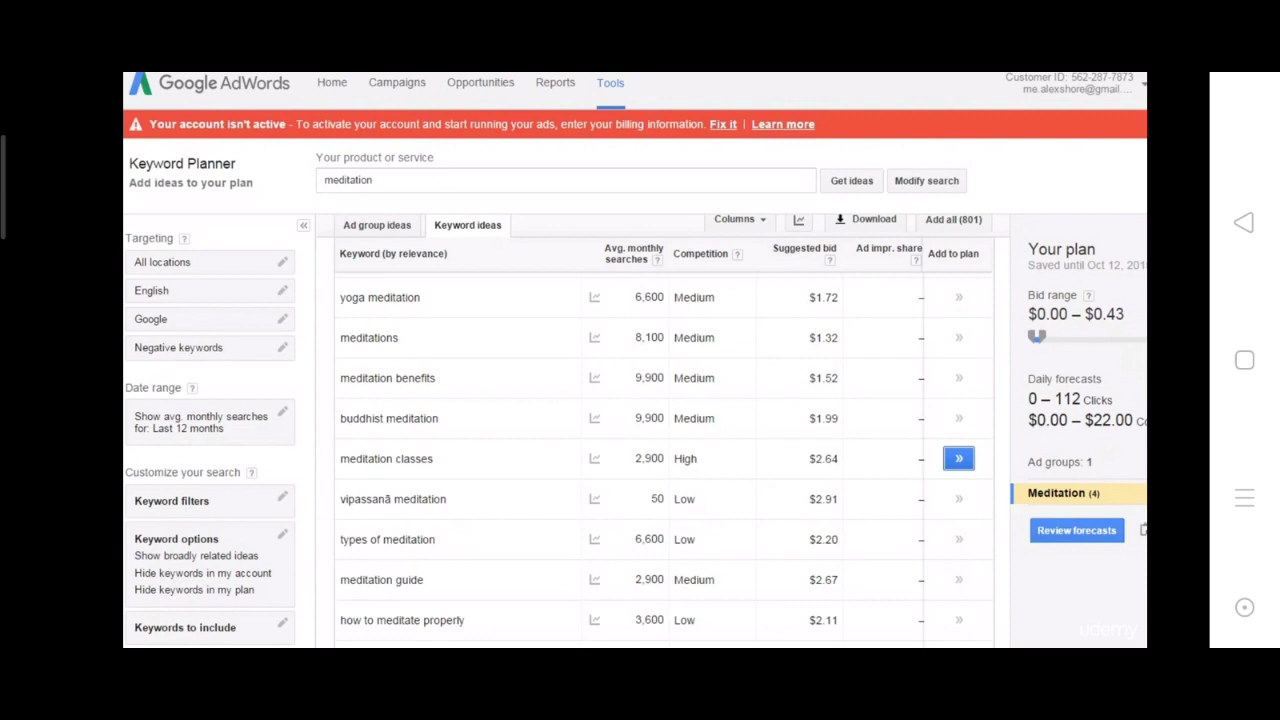 Google AdWords
Home Campaigns Opportunities Reports Tools
Customer ID: 562-287-7873
me.alexshore@gmail....
Your account isn't active - To activate your account and start running your ads, enter your billing information. Fix it | Learn more
Keyword Planner
Add ideas to your plan
Your product or service
meditation
Get ideas
Modify search
Targeting ?
All locations
English
Google
Negative keywords
Date range ?
Show avg. monthly searches
for: Last 12 months
Customize your search ?
Keyword filters
Keyword options
Show broadly related ideas
Hide keywords in my account
Hide keywords in my plan
Keywords to include
Ad group ideas Keyword ideas
Columns Download Add all (801)
Keyword (by relevance) Avg. monthly searches ? Competition ? Suggested bid ? Ad impr. share ? Add to plan
yoga meditation 6,600 Medium $1.72 – »
meditations 8,100 Medium $1.32 – »
meditation benefits 9,900 Medium $1.52 – »
buddhist meditation 9,900 Medium $1.99 – »
meditation classes 2,900 High $2.64 – »
vipassanā meditation 50 Low $2.91 – »
types of meditation 6,600 Low $2.20 – »
meditation guide 2,900 Medium $2.67 – »
how to meditate properly 3,600 Low $2.11 – »
Your plan
Saved until Oct 12, 201
Bid range ?
$0.00 – $0.43
Daily forecasts
0 – 112 Clicks
$0.00 – $22.00
Ad groups: 1
Meditation (4)
Review forecasts
udemy